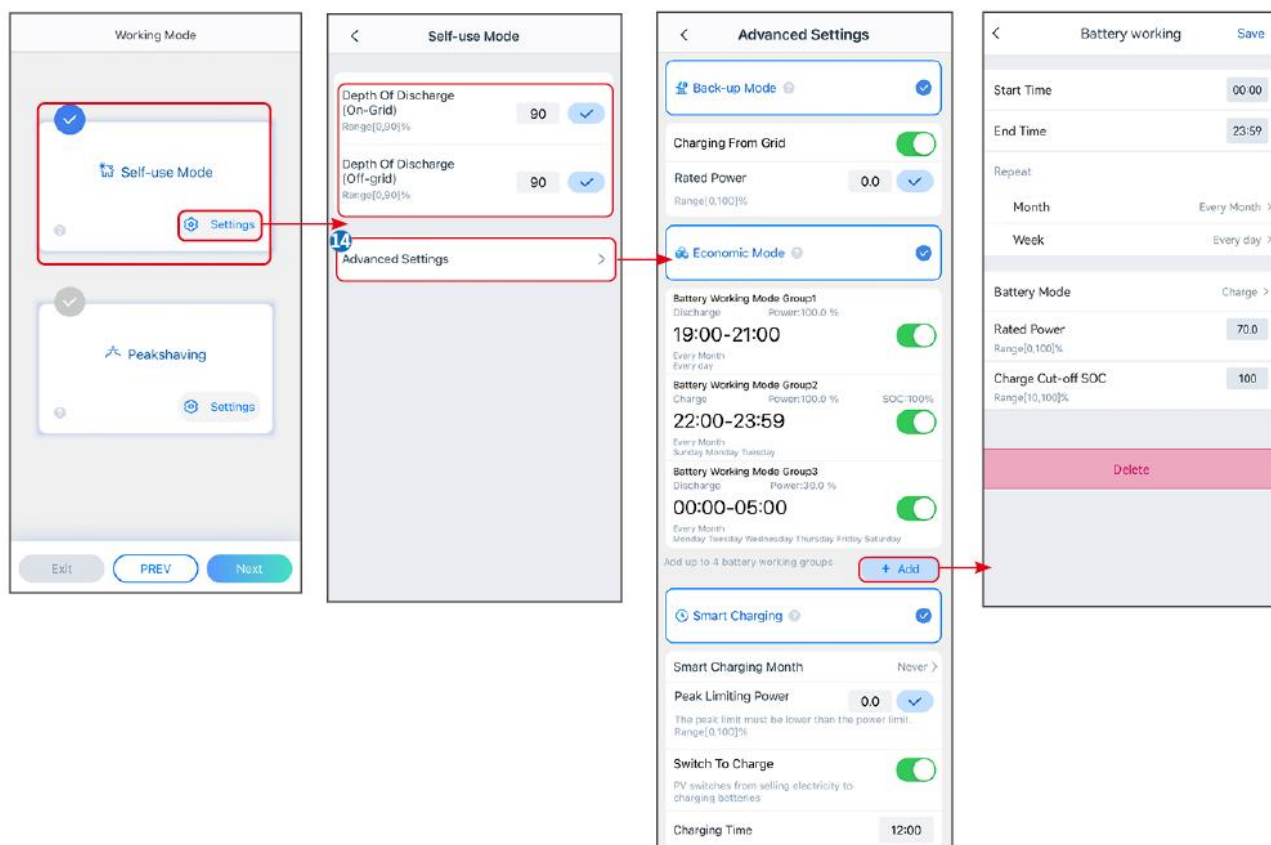 Working Mode
Self-use Mode
Settings
Peakshaving
Settings
Exit
PREV
Next
Self-use Mode
Depth Of Discharge
(On-Grid)
90
Range[0,90]%
Depth Of Discharge
(Off-grid)
90
Range[0,90]%
14
Advanced Settings
Advanced Settings
Back-up Mode
Charging From Grid
Rated Power
0.0
Range[0,100]%
Economic Mode
Battery Working Mode Group1
Discharge Power:100.0 %
19:00-21:00
Every Month
Every day
Battery Working Mode Group2
Charge Power:100.0 % SOC:100%
22:00-23:59
Every Month
Sunday Monday Tuesday
Battery Working Mode Group3
Discharge Power:30.0 %
00:00-05:00
Every Month
Monday Tuesday Wednesday Thursday Friday Saturday
Add up to 4 battery working groups
+ Add
Smart Charging
Smart Charging Month Never
Peak Limiting Power
0.0
The peak limit must be lower than the power limit.
Range[0,100]%
Switch To Charge
PV switches from selling electricity to
charging batteries
Charging Time 12:00
Battery working Save
Start Time 00:00
End Time 23:59
Repeat
Month Every Month
Week Every day
Battery Mode Charge
Rated Power 70.0
Range[0,100]%
Charge Cut-off SOC 100
Range[10,100]%
Delete